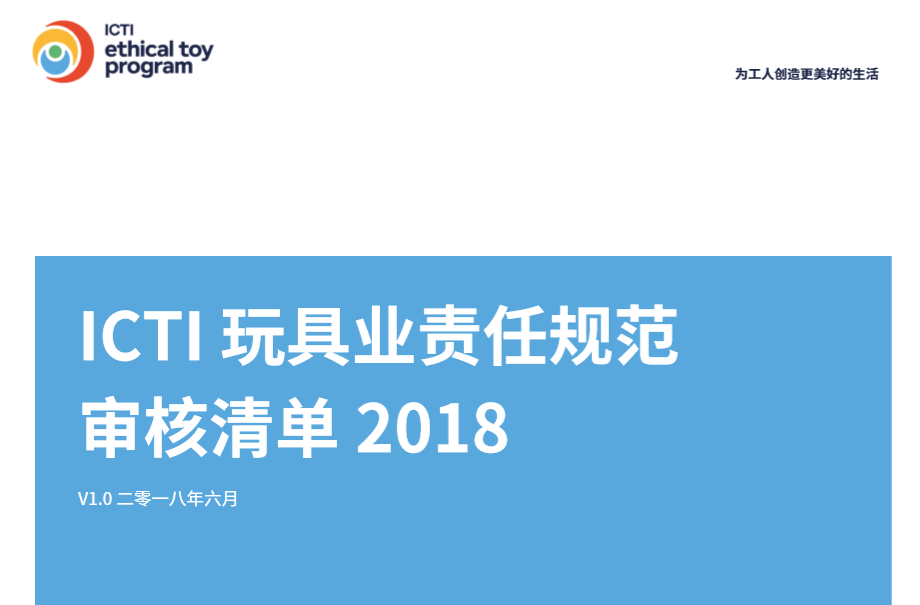 ICTI
ethical toy
program
为工人创造更美好的生活
ICTI 玩具业责任规范
审核清单 2018
V1.0 二零一八年六月